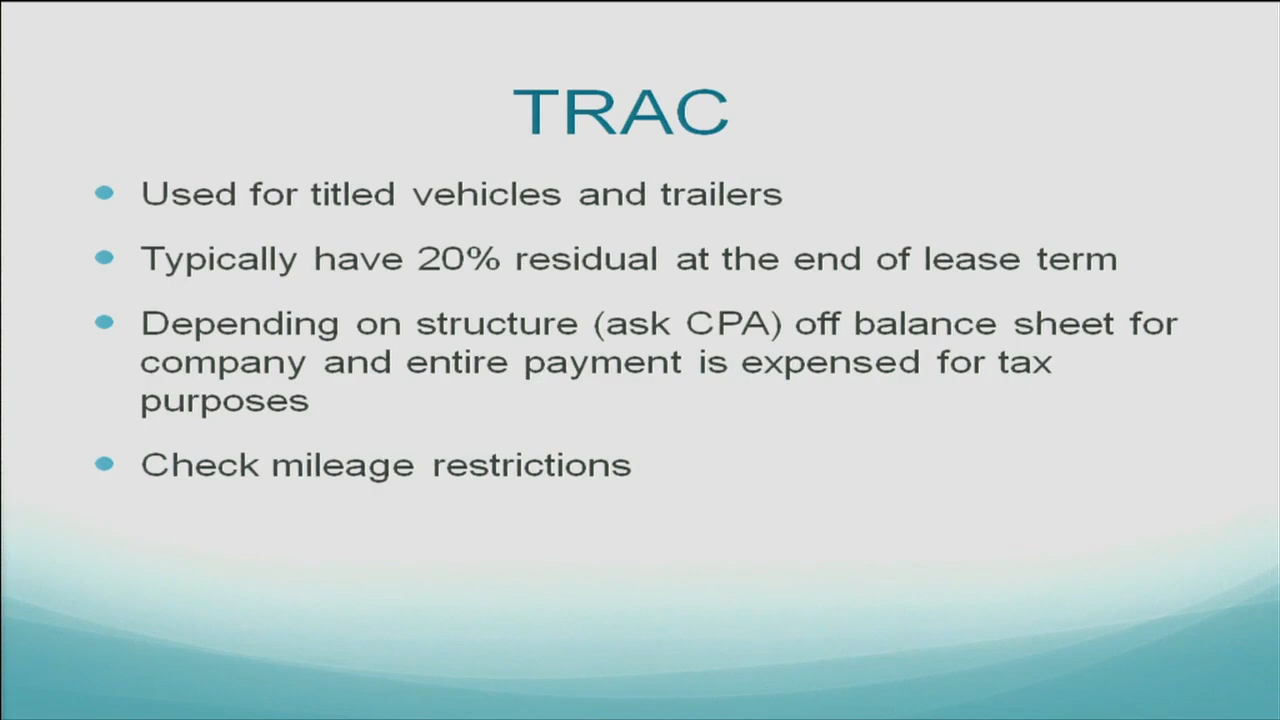 TRAC
Used for titled vehicles and trailers
Typically have 20% residual at the end of lease term
Depending on structure (ask CPA) off balance sheet for
company and entire payment is expensed for tax
purposes
Check mileage restrictions